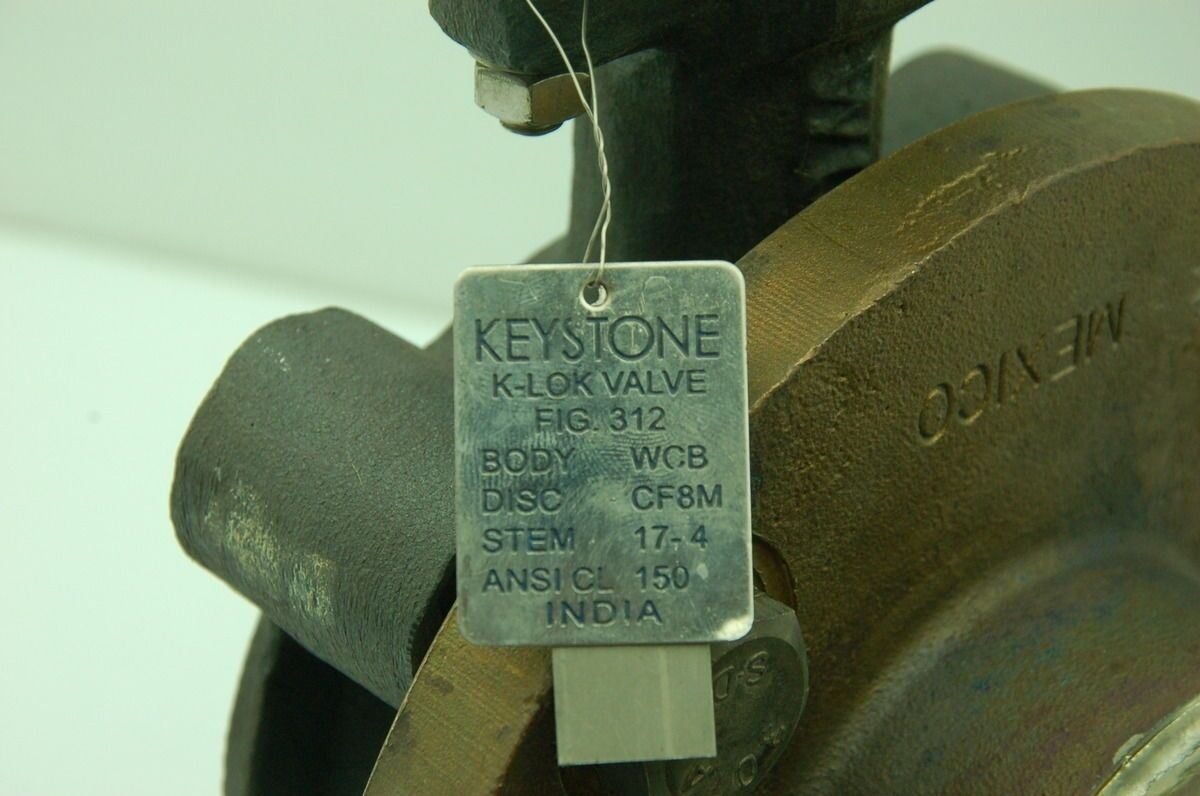 KEYSTONE
K-LOK VALVE
FIG. 312
BODY WCB
DISC CF8M
STEM 17-4
ANSI CL 150
INDIA
MEXICO